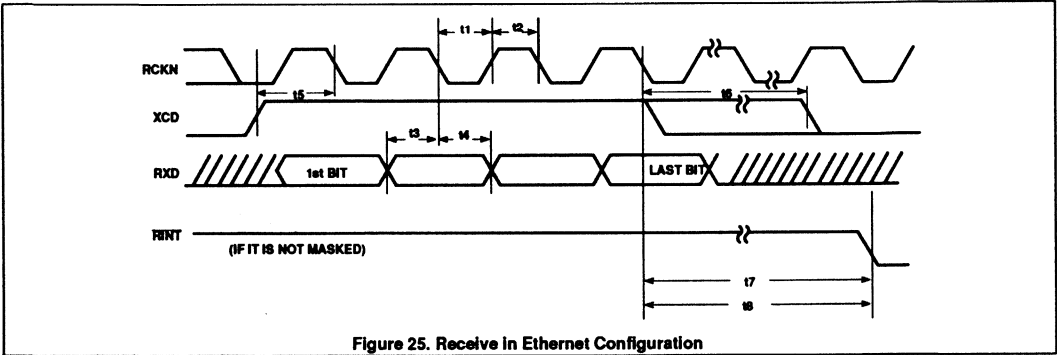 t1 t2
RCKN
t5 t6
XCD
t3 t4
RXD 1st BIT LAST BIT
RINT
(IF IT IS NOT MASKED)
t7
t8
Figure 25. Receive in Ethernet Configuration